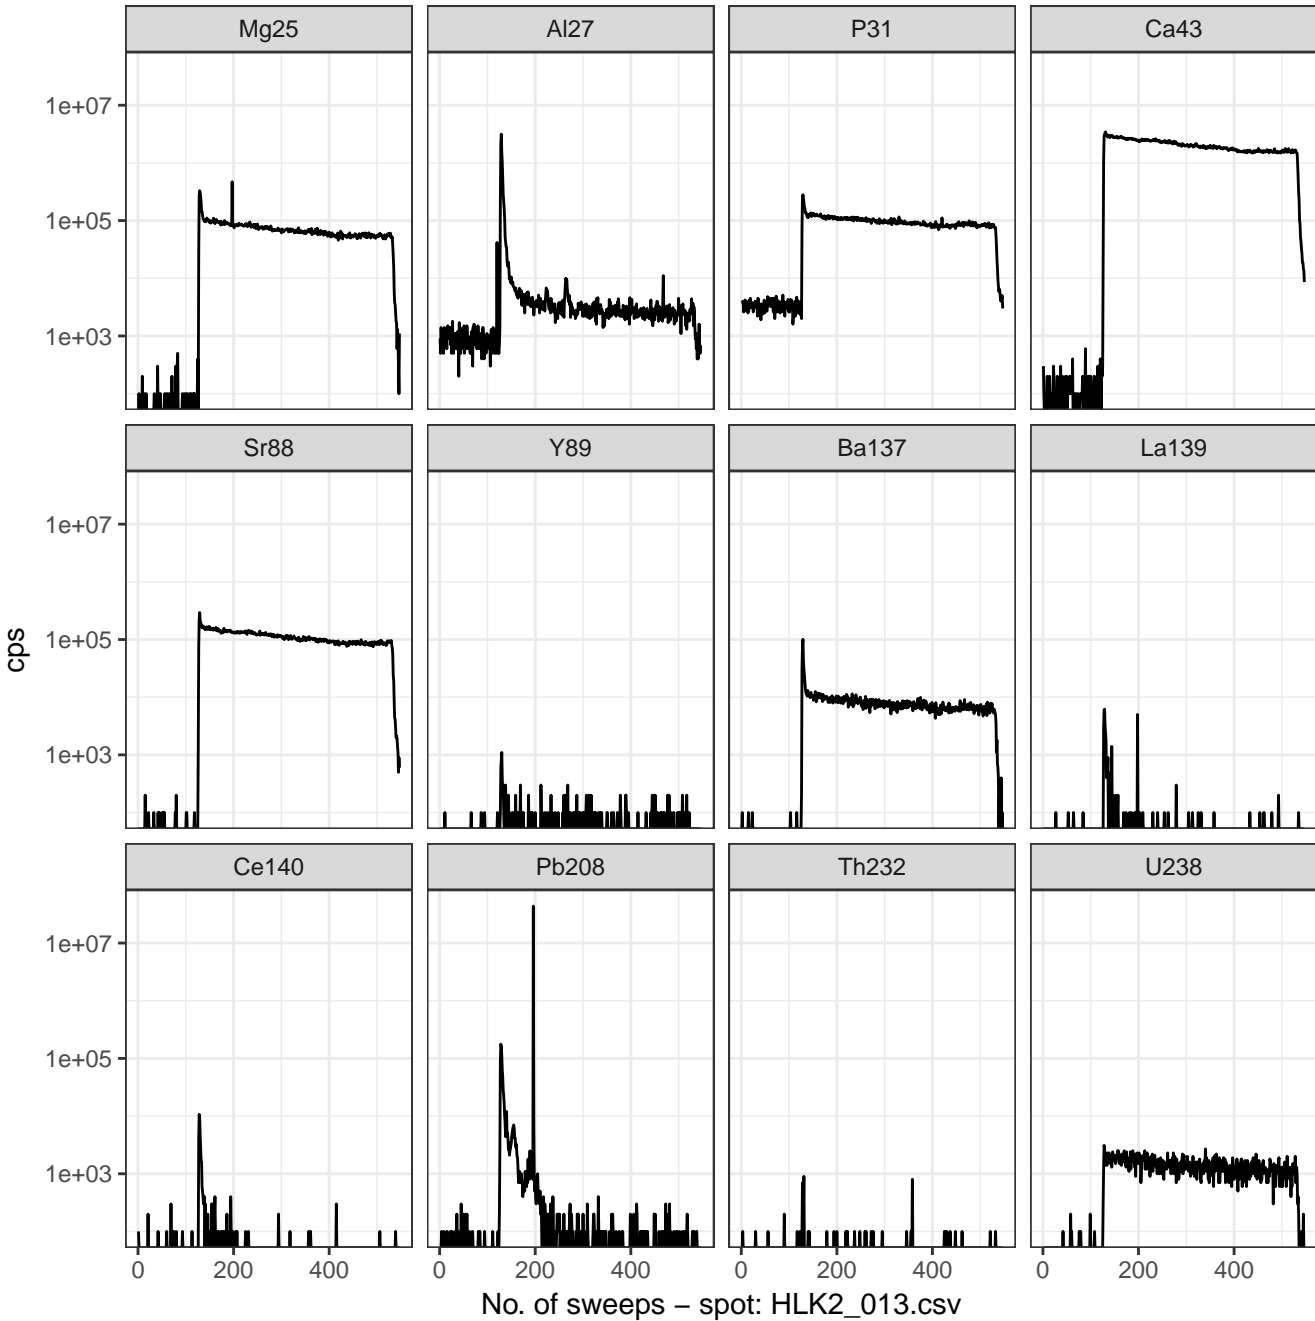 Mg25 Al27 P31 Ca43
1e+07
1e+05
1e+03
Sr88 Y89 Ba137 La139
1e+07
1e+05
1e+03
cps
Ce140 Pb208 Th232 U238
1e+07
1e+05
1e+03
0 200 400 0 200 400 0 200 400 0 200 400
No. of sweeps − spot: HLK2_013.csv